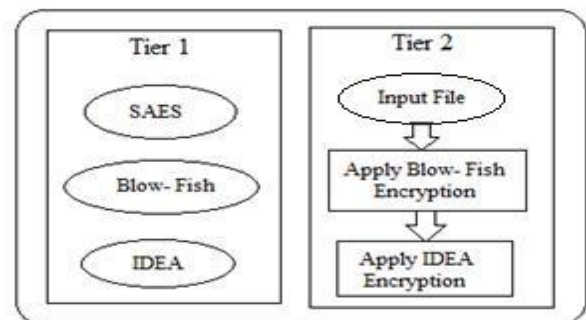 Tier 1
SAES
Blow- Fish
IDEA
Tier 2
Input File
Apply Blow- Fish
Encryption
Apply IDEA
Encryption